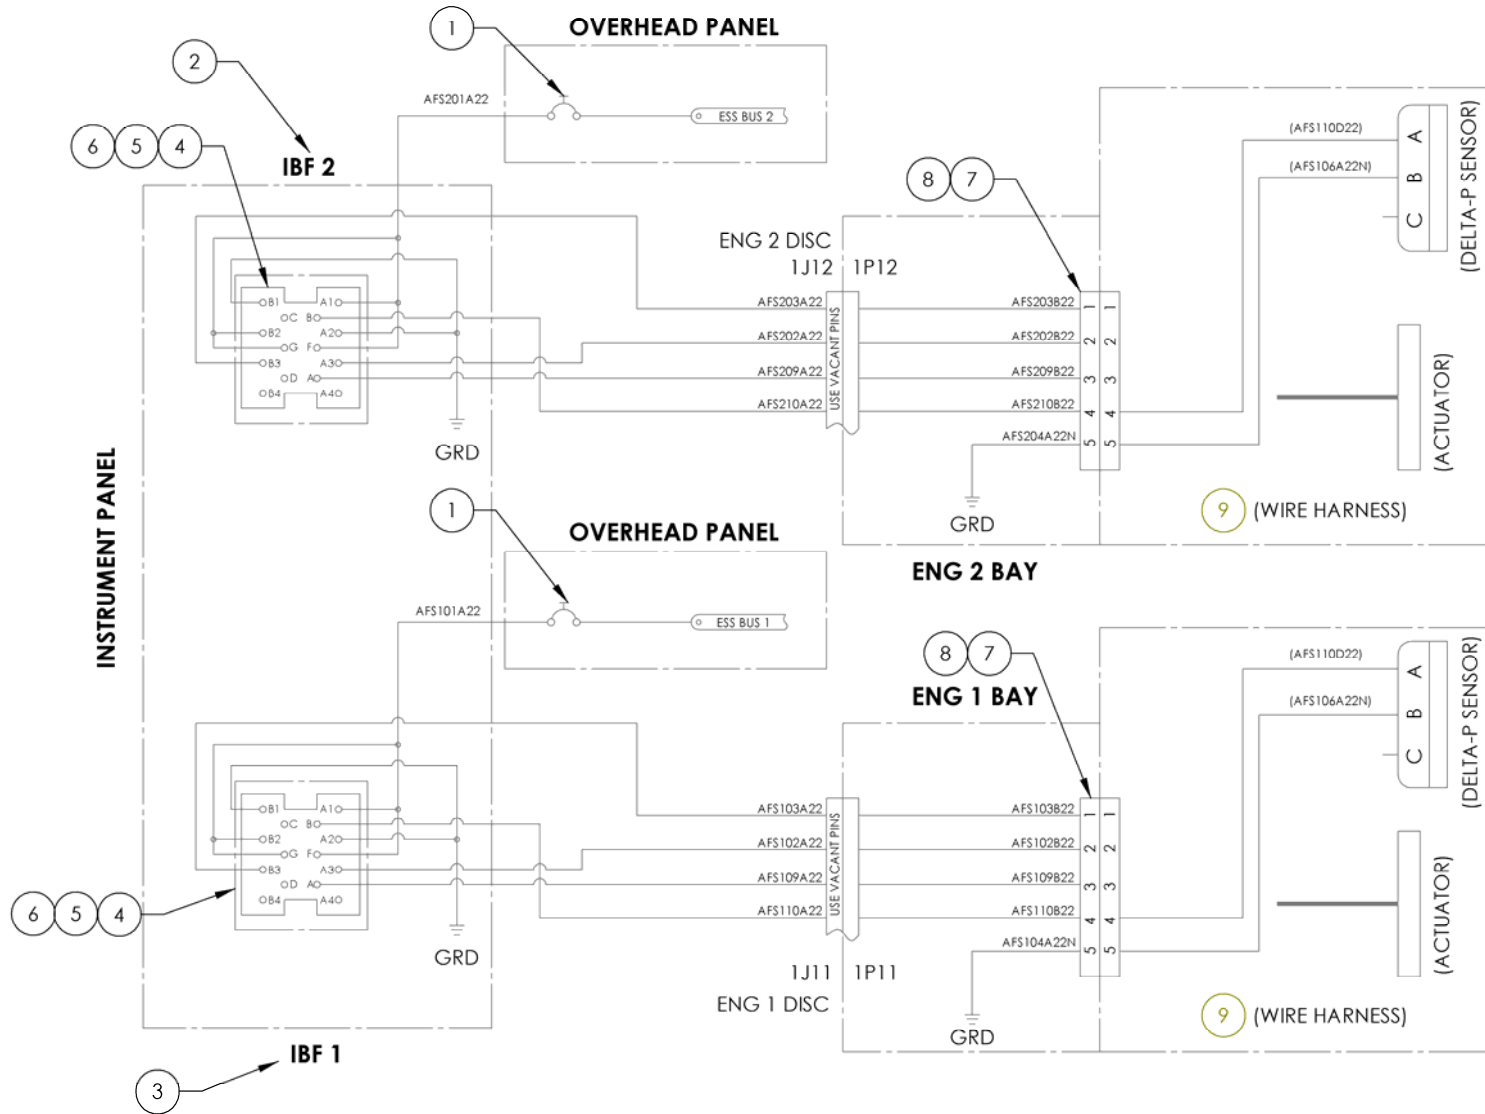 1
OVERHEAD PANEL
2
AFS201A22
ESS BUS 2
6 5 4
IBF 2
8 7
(AFS110D22)
(AFS106A22N)
A
B
C
(DELTA-P SENSOR)
ENG 2 DISC
1J12 1P12
B1 A1
C B
B2 A2
G F
B3 A3
D A
B4 A4
GRD
AFS203A22
AFS202A22
AFS209A22
AFS210A22
USE VACANT PINS
AFS203B22
AFS202B22
AFS209B22
AFS210B22
AFS204A22N
1 1
2 2
3 3
4 4
5 5
GRD
(ACTUATOR)
9 (WIRE HARNESS)
ENG 2 BAY
INSTRUMENT PANEL
1
OVERHEAD PANEL
AFS101A22
ESS BUS 1
8 7
ENG 1 BAY
(AFS110D22)
(AFS106A22N)
A
B
C
(DELTA-P SENSOR)
B1 A1
C B
B2 A2
G F
B3 A3
D A
B4 A4
6 5 4
GRD
AFS103A22
AFS102A22
AFS109A22
AFS110A22
USE VACANT PINS
AFS103B22
AFS102B22
AFS109B22
AFS110B22
AFS104A22N
1 1
2 2
3 3
4 4
5 5
1J11 1P11
ENG 1 DISC
GRD
(ACTUATOR)
9 (WIRE HARNESS)
IBF 1
3